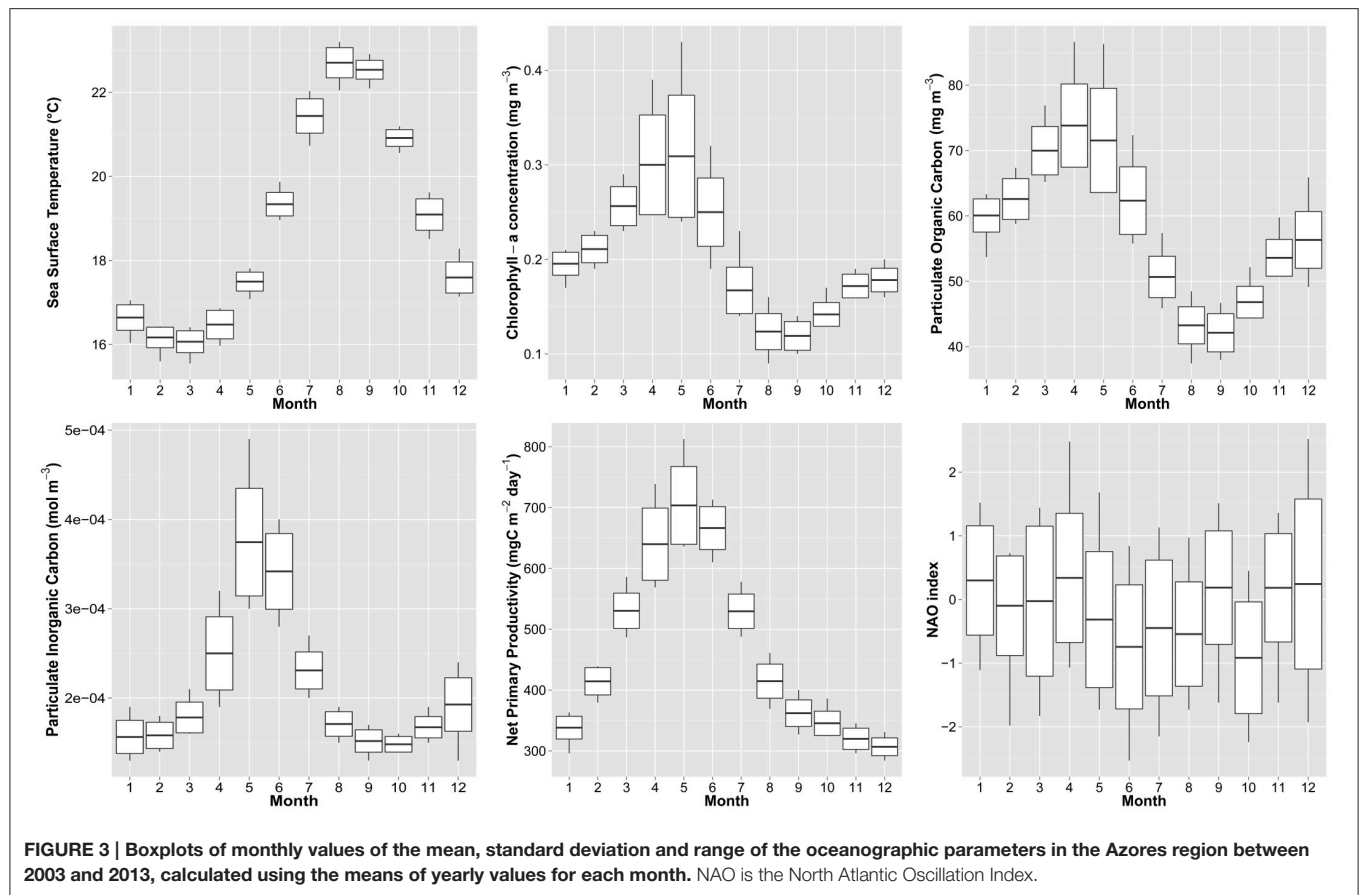 Sea Surface Temperature (°C)
22
20
18
16
1 2 3 4 5 6 7 8 9 10 11 12
Month
Chlorophyll – a concentration (mg m⁻³)
0.4
0.3
0.2
0.1
1 2 3 4 5 6 7 8 9 10 11 12
Month
Particulate Organic Carbon (mg m⁻³)
80
70
60
50
40
1 2 3 4 5 6 7 8 9 10 11 12
Month
Particulate Inorganic Carbon (mol m⁻³)
5e−04
4e−04
3e−04
2e−04
1 2 3 4 5 6 7 8 9 10 11 12
Month
Net Primary Productivity (mgC m⁻² day⁻¹)
800
700
600
500
400
300
1 2 3 4 5 6 7 8 9 10 11 12
Month
NAO index
2
1
0
−1
−2
1 2 3 4 5 6 7 8 9 10 11 12
Month
FIGURE 3 | Boxplots of monthly values of the mean, standard deviation and range of the oceanographic parameters in the Azores region between
2003 and 2013, calculated using the means of yearly values for each month. NAO is the North Atlantic Oscillation Index.